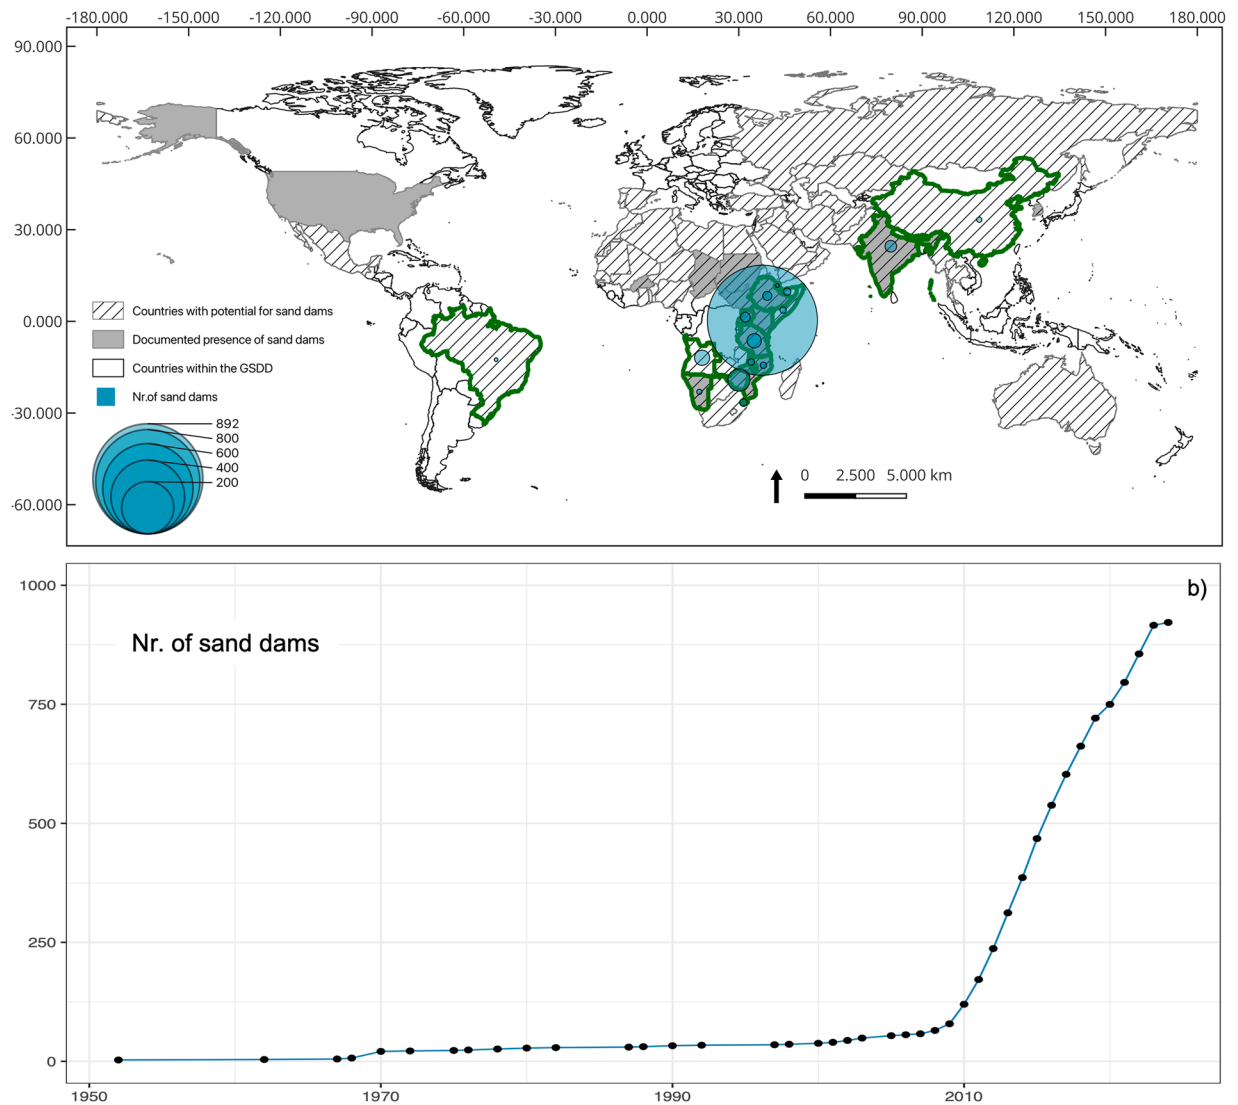 -180.000 -150.000 -120.000 -90.000 -60.000 -30.000 0.000 30.000 60.000 90.000 120.000 150.000 180.000
90.000
60.000
30.000
0.000
-30.000
-60.000
Countries with potential for sand dams
Documented presence of sand dams
Countries within the GSDD
Nr.of sand dams
892
800
600
400
200
0 2.500 5.000 km
b)
Nr. of sand dams
1000
750
500
250
0
1950 1970 1990 2010